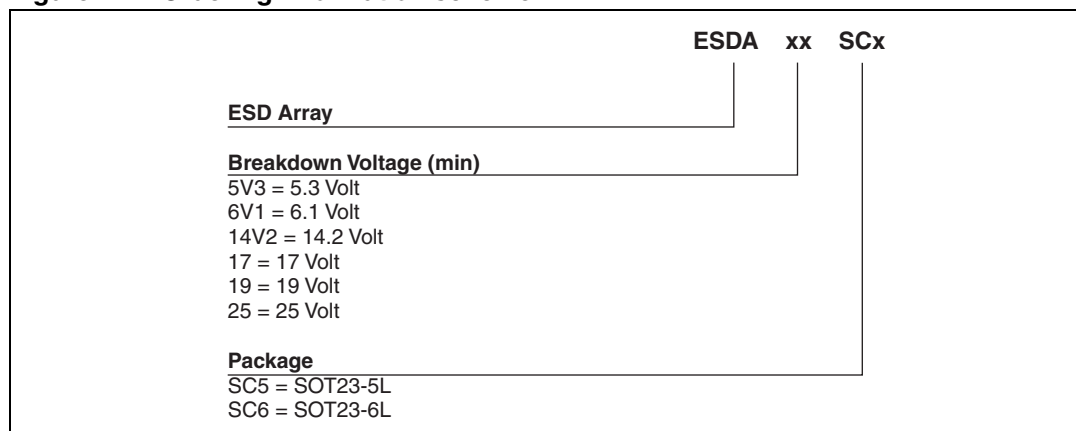 ESDA xx SCx
ESD Array
Breakdown Voltage (min)
5V3 = 5.3 Volt
6V1 = 6.1 Volt
14V2 = 14.2 Volt
17 = 17 Volt
19 = 19 Volt
25 = 25 Volt
Package
SC5 = SOT23-5L
SC6 = SOT23-6L